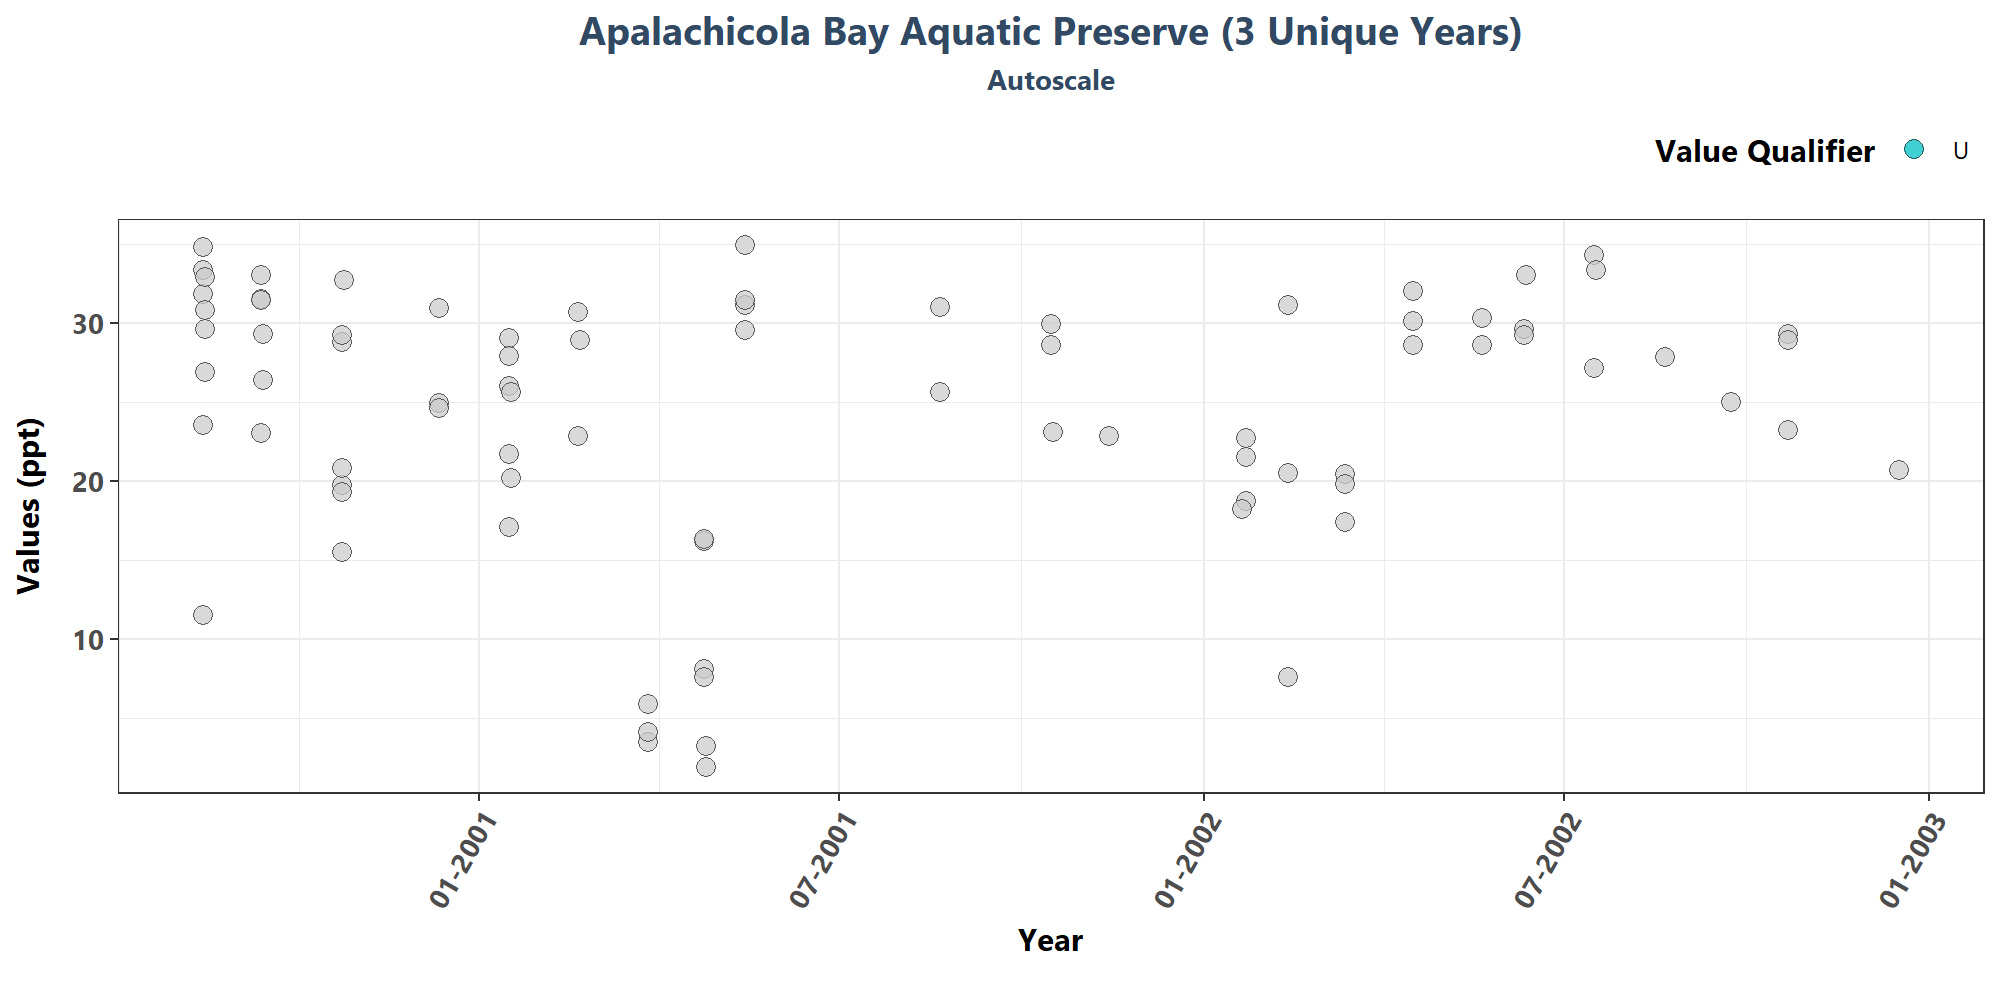 Apalachicola Bay Aquatic Preserve (3 Unique Years)
Autoscale
Value Qualifier U
Values (ppt)
30
20
10
01-2001
07-2001
01-2002
07-2002
01-2003
Year